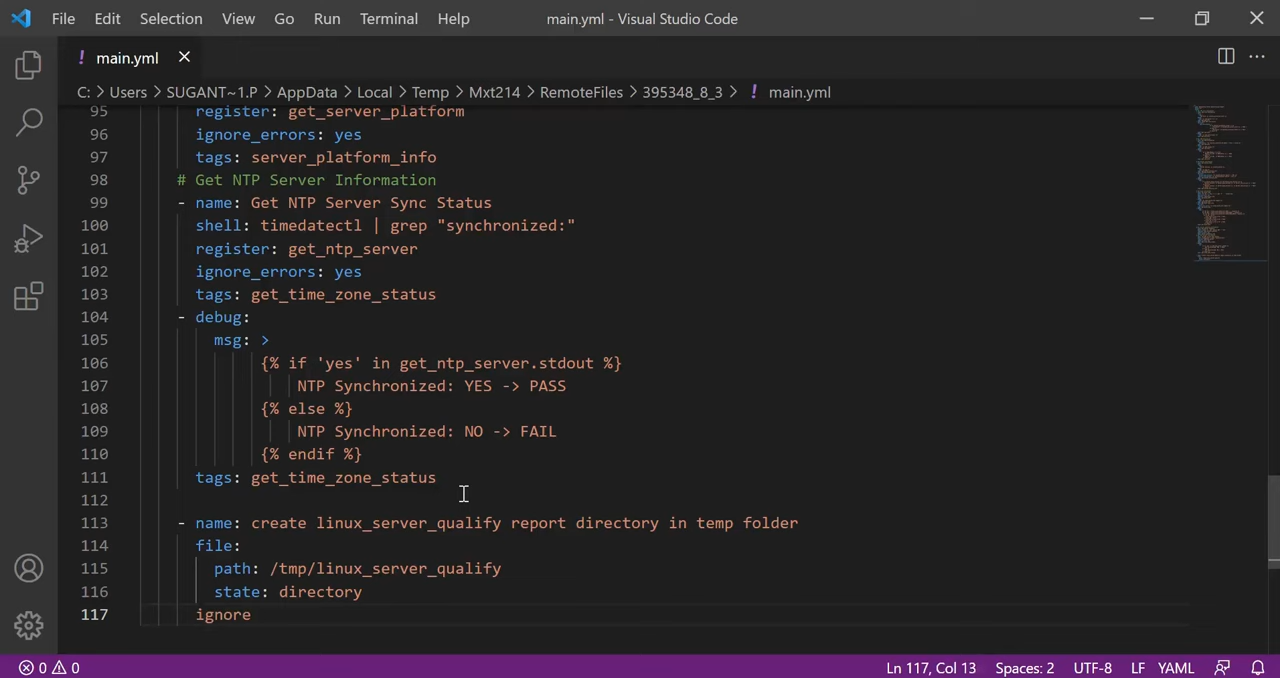 File Edit Selection View Go Run Terminal Help main.yml - Visual Studio Code
! main.yml
C: > Users > SUGANT~1.P > AppData > Local > Temp > Mxt214 > RemoteFiles > 395348_8_3 > ! main.yml
95 register: get_server_platform
96 ignore_errors: yes
97 tags: server_platform_info
98 # Get NTP Server Information
99 - name: Get NTP Server Sync Status
100 shell: timedatectl | grep "synchronized:"
101 register: get_ntp_server
102 ignore_errors: yes
103 tags: get_time_zone_status
104 - debug:
105 msg: >
106 {% if 'yes' in get_ntp_server.stdout %}
107 NTP Synchronized: YES -> PASS
108 {% else %}
109 NTP Synchronized: NO -> FAIL
110 {% endif %}
111 tags: get_time_zone_status
112
113 - name: create linux_server_qualify report directory in temp folder
114 file:
115 path: /tmp/linux_server_qualify
116 state: directory
117 ignore
0 0 Ln 117, Col 13 Spaces: 2 UTF-8 LF YAML